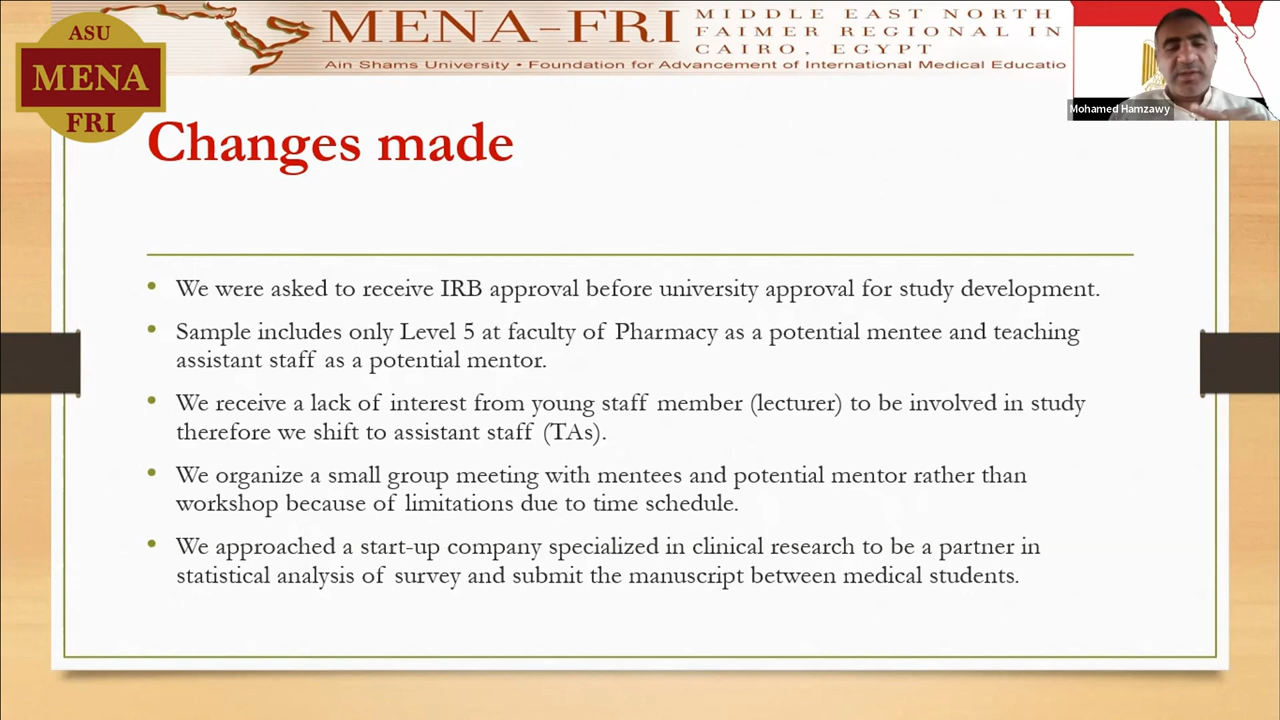 ASU
MENA
FRI
MENA-FRI
MIDDLE EAST NORTH
FAIMER REGIONAL IN
CAIRO, EGYPT
Ain Shams University • Foundation for Advancement of International Medical Educatio
Mohamed Hamzawy
Changes made
• We were asked to receive IRB approval before university approval for study development.
• Sample includes only Level 5 at faculty of Pharmacy as a potential mentee and teaching
assistant staff as a potential mentor.
• We receive a lack of interest from young staff member (lecturer) to be involved in study
therefore we shift to assistant staff (TAs).
• We organize a small group meeting with mentees and potential mentor rather than
workshop because of limitations due to time schedule.
• We approached a start-up company specialized in clinical research to be a partner in
statistical analysis of survey and submit the manuscript between medical students.